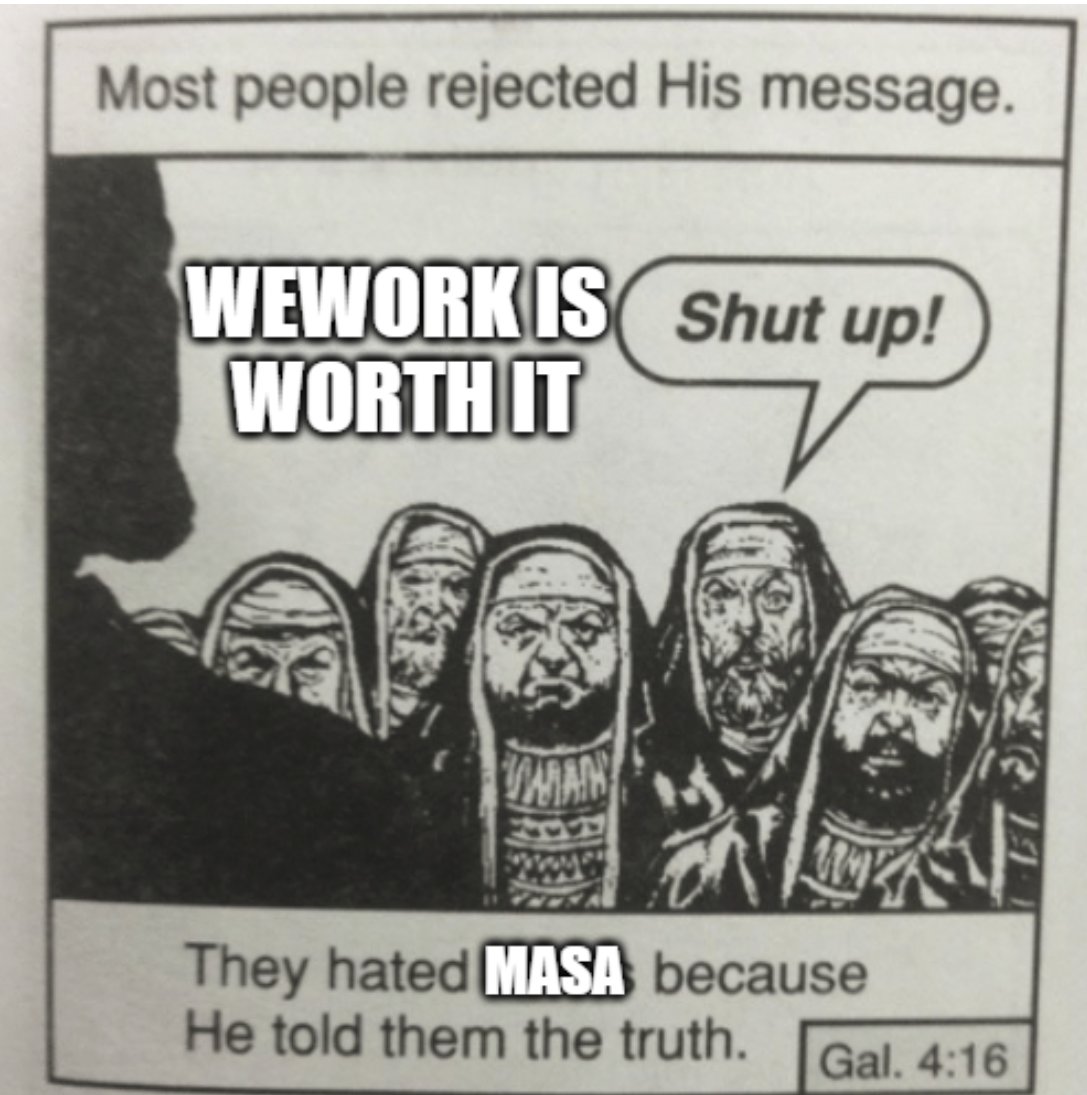 Most people rejected His message.
WEWORK IS
WORTH IT
Shut up!
They hated MASA because
He told them the truth.
Gal. 4:16